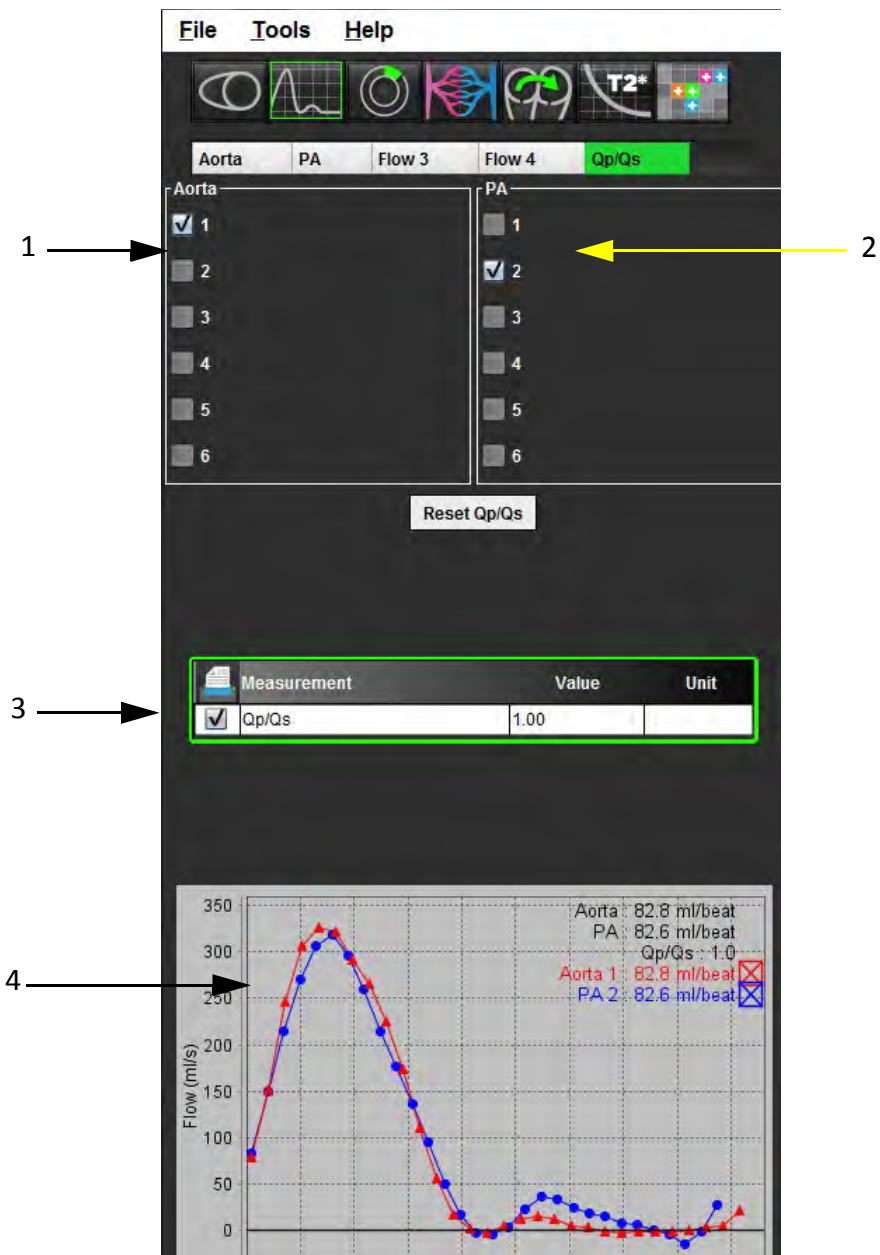 File Tools Help
T2*
Aorta PA Flow 3 Flow 4 Qp/Qs
Aorta PA
1 1 1 2
2 2
3 3
4 4
5 5
6 6
Reset Qp/Qs
Measurement Value Unit
3 Qp/Qs 1.00
350 Aorta : 82.8 ml/beat
PA : 82.6 ml/beat
300 Qp/Qs : 1.0
Aorta 1 : 82.8 ml/beat
4 250 PA 2 : 82.6 ml/beat
200
Flow (ml/s)
150
100
50
0